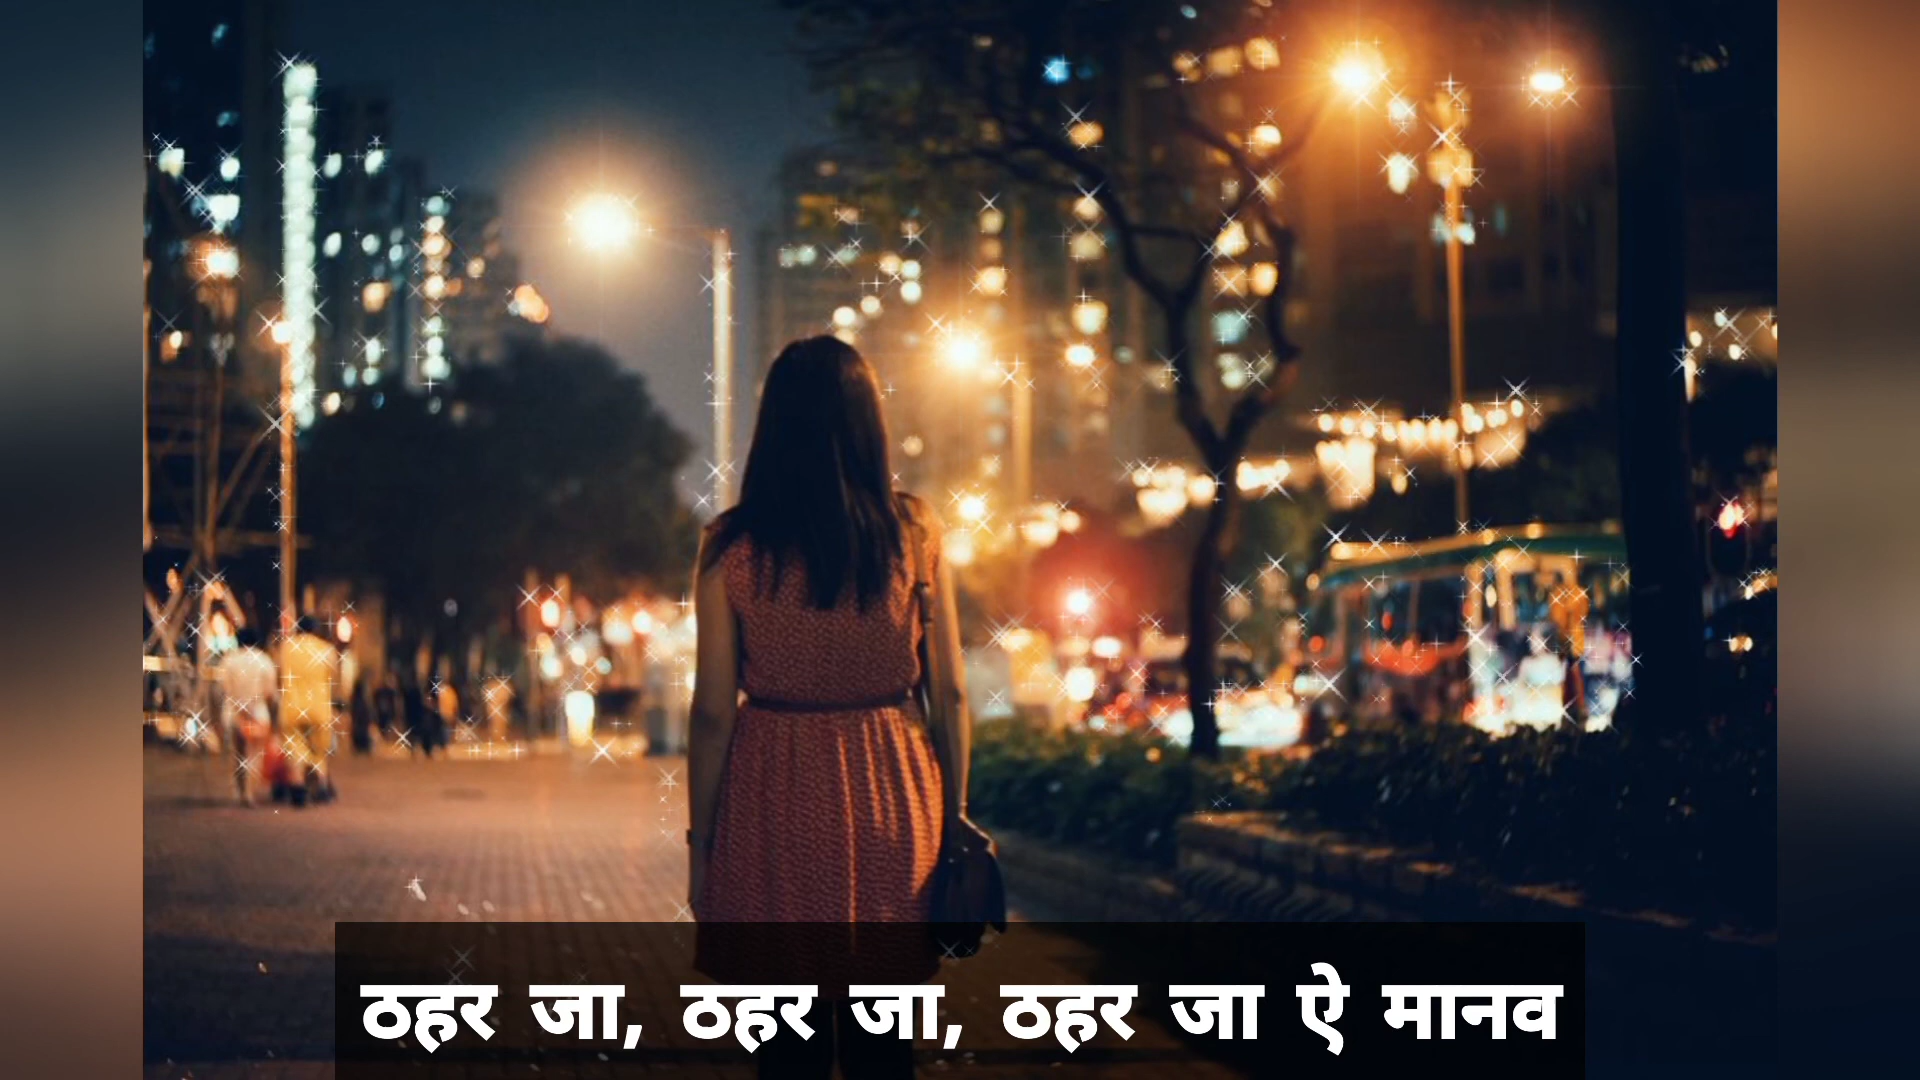 ठहर जा, ठहर जा, ठहर जा ऐ मानव